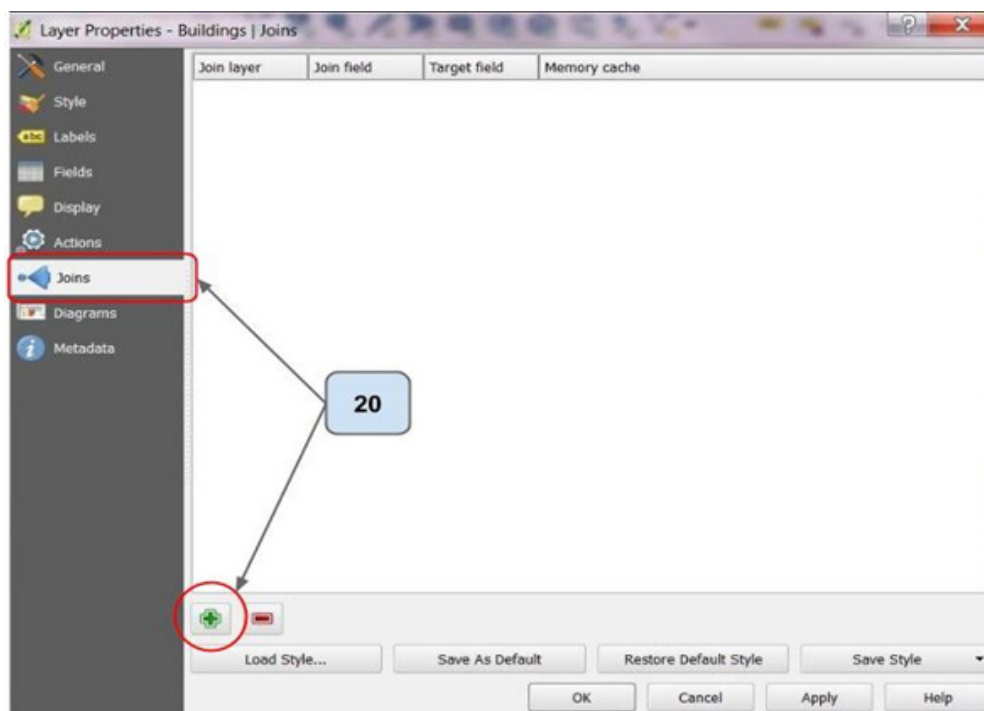 Layer Properties - Buildings | Joins
General
Style
abc Labels
Fields
Display
Actions
Joins
Diagrams
Metadata
Join layer Join field Target field Memory cache
20
Load Style... Save As Default Restore Default Style Save Style
OK Cancel Apply Help